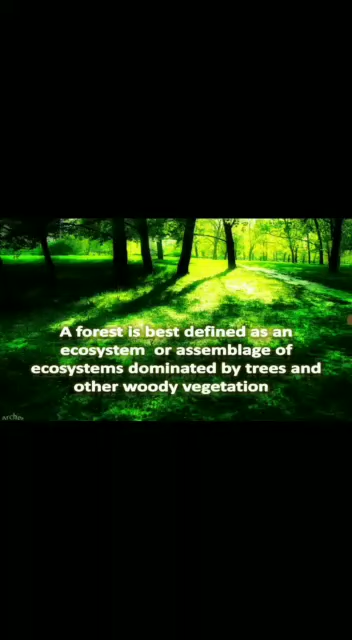 A forest is best defined as an
ecosystem or assemblage of
ecosystems dominated by trees and
other woody vegetation